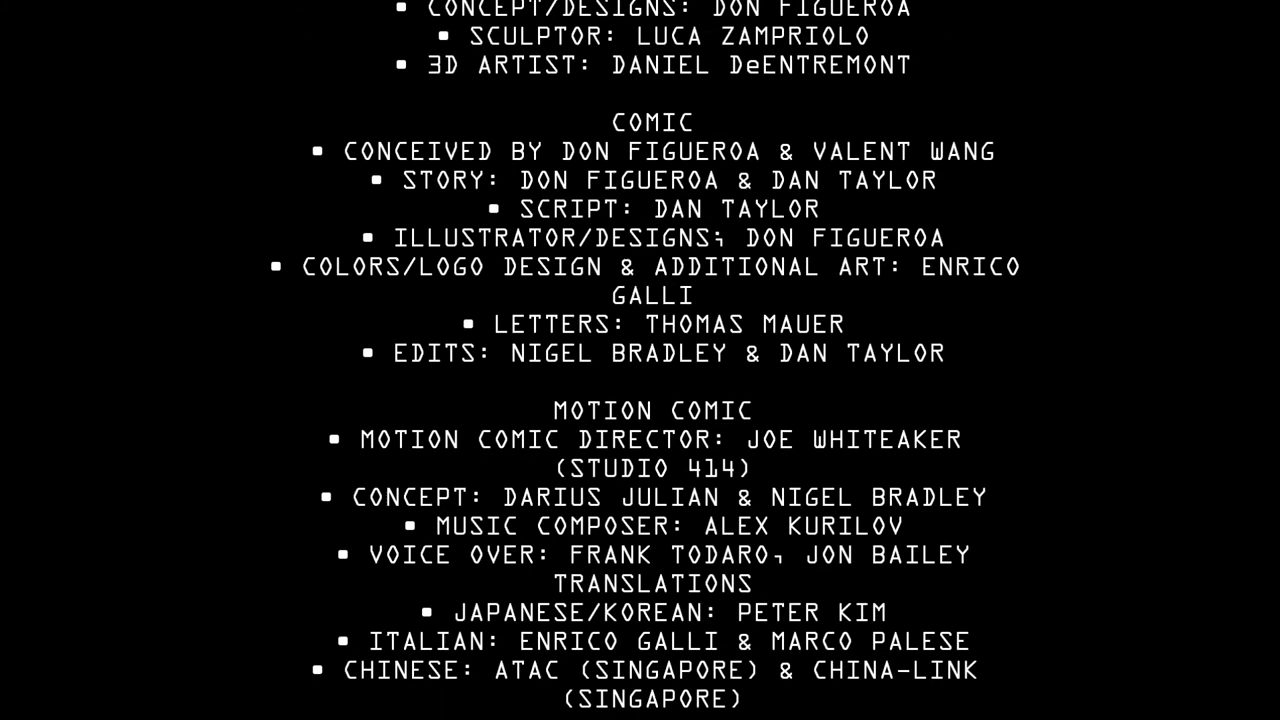 ▪ CONCEPT/DESIGNS: DON FIGUEROA
▪ SCULPTOR: LUCA ZAMPRIOLO
▪ 3D ARTIST: DANIEL DeENTREMONT
COMIC
▪ CONCEIVED BY DON FIGUEROA & VALENT WANG
▪ STORY: DON FIGUEROA & DAN TAYLOR
▪ SCRIPT: DAN TAYLOR
▪ ILLUSTRATOR/DESIGNS; DON FIGUEROA
▪ COLORS/LOGO DESIGN & ADDITIONAL ART: ENRICO
GALLI
▪ LETTERS: THOMAS MAUER
▪ EDITS: NIGEL BRADLEY & DAN TAYLOR
MOTION COMIC
▪ MOTION COMIC DIRECTOR: JOE WHITEAKER
(STUDIO 414)
▪ CONCEPT: DARIUS JULIAN & NIGEL BRADLEY
▪ MUSIC COMPOSER: ALEX KURILOV
▪ VOICE OVER: FRANK TODARO, JON BAILEY
TRANSLATIONS
▪ JAPANESE/KOREAN: PETER KIM
▪ ITALIAN: ENRICO GALLI & MARCO PALESE
▪ CHINESE: ATAC (SINGAPORE) & CHINA-LINK
(SINGAPORE)